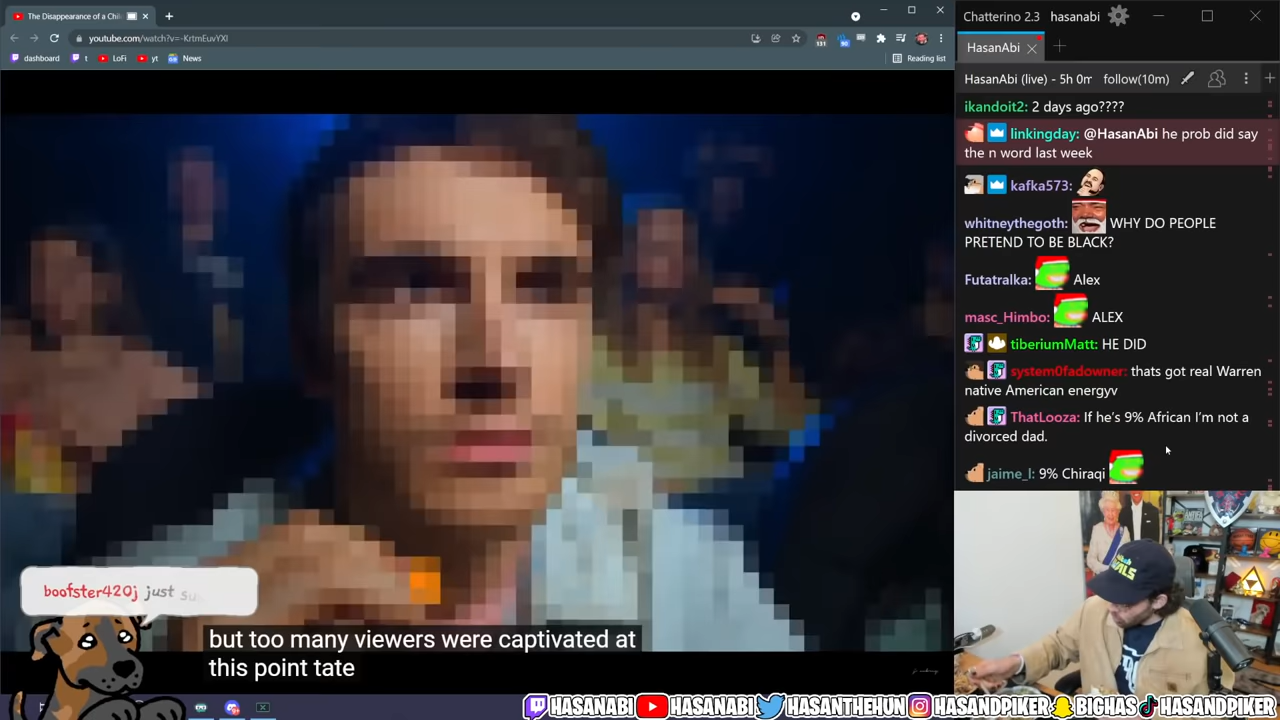 The Disappearance of a Chil
Chatterino 2.3 hasanabi
youtube.com/watch?v=-KrtmEuvYXI
131
90
HasanAbi
dashboard t LoFi yt News Reading list
HasanAbi (live) - 5h 0m follow(10m)
ikandoit2: 2 days ago????
linkingday: @HasanAbi he prob did say
the n word last week
kafka573:
whitneythegoth: WHY DO PEOPLE
PRETEND TO BE BLACK?
Futatralka: Alex
masc_Himbo: ALEX
tiberiumMatt: HE DID
system0fadowner: thats got real Warren
native American energyv
ThatLooza: If he's 9% African I'm not a
divorced dad.
jaime_l: 9% Chiraqi
boofster420j just su
but too many viewers were captivated at
this point tate
HASANABI HASANABI HASANTHEHUN HASANDPIKER BIGHAS HASANDPIKER